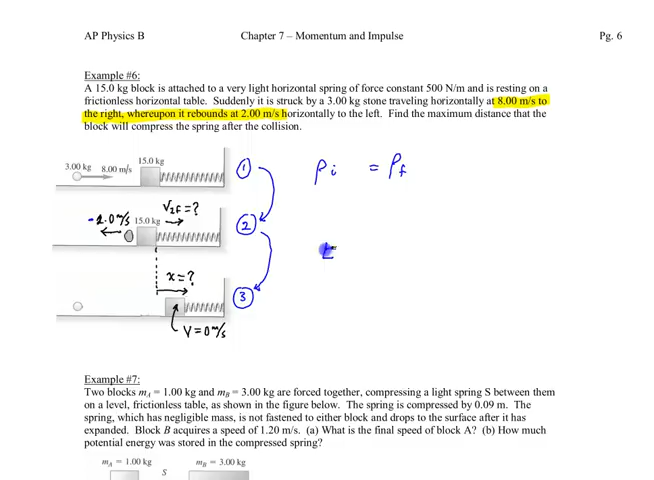 AP Physics B Chapter 7 – Momentum and Impulse Pg. 6
Example #6:
A 15.0 kg block is attached to a very light horizontal spring of force constant 500 N/m and is resting on a
frictionless horizontal table. Suddenly it is struck by a 3.00 kg stone traveling horizontally at 8.00 m/s to
the right, whereupon it rebounds at 2.00 m/s horizontally to the left. Find the maximum distance that the
block will compress the spring after the collision.
15.0 kg
3.00 kg 8.00 m/s
1
Pi = Pf
V2f = ?
-2.0 m/s 15.0 kg
2
E
x = ?
3
V = 0 m/s
Example #7:
Two blocks mA = 1.00 kg and mB = 3.00 kg are forced together, compressing a light spring S between them
on a level, frictionless table, as shown in the figure below. The spring is compressed by 0.09 m. The
spring, which has negligible mass, is not fastened to either block and drops to the surface after it has
expanded. Block B acquires a speed of 1.20 m/s. (a) What is the final speed of block A? (b) How much
potential energy was stored in the compressed spring?
mA = 1.00 kg mB = 3.00 kg
S